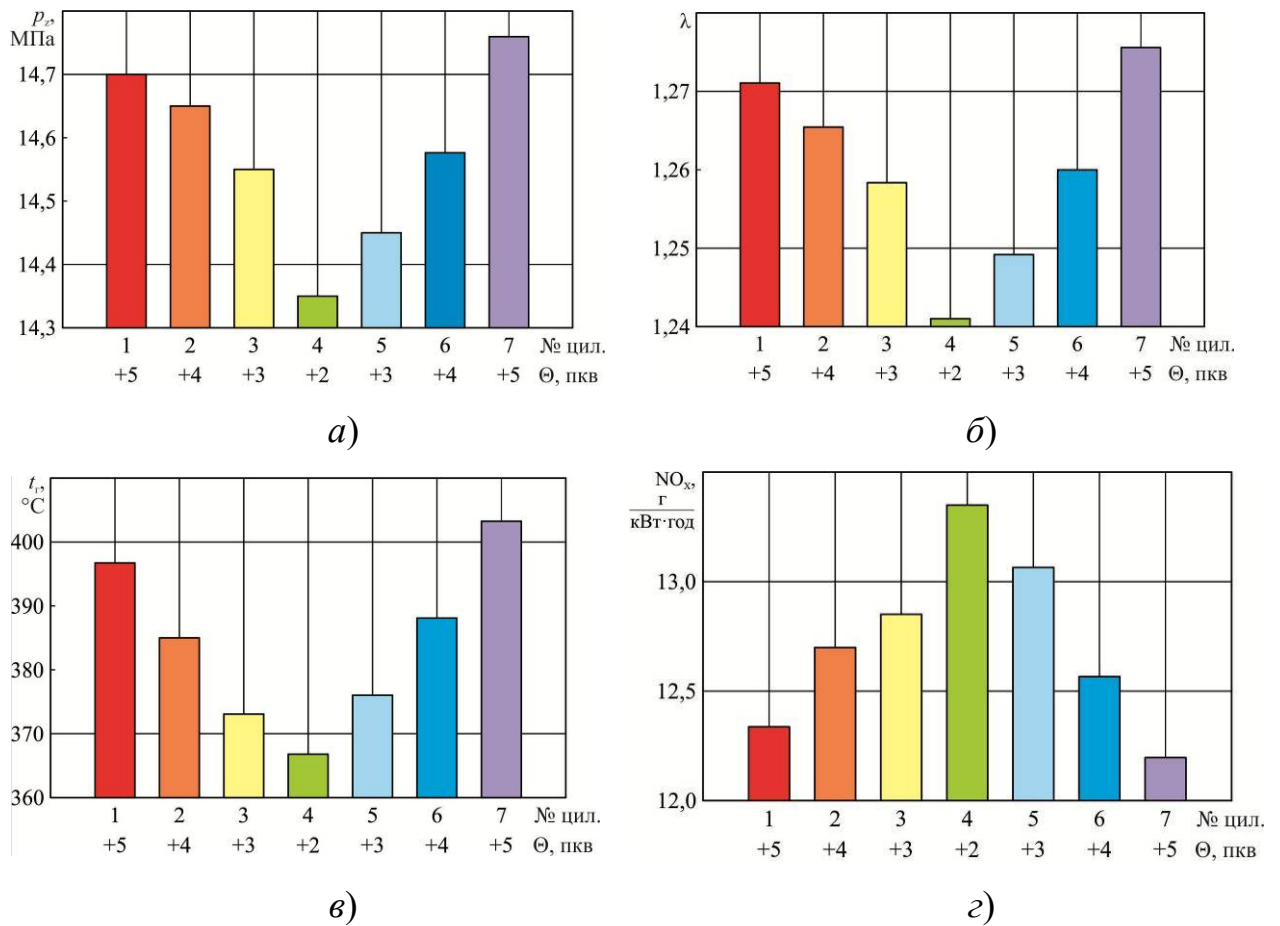 p_z,
МПа
14,7
14,6
14,5
14,4
14,3
1 2 3 4 5 6 7 № цил.
+5 +4 +3 +2 +3 +4 +5 Θ, пкв
а)
λ
1,27
1,26
1,25
1,24
1 2 3 4 5 6 7 № цил.
+5 +4 +3 +2 +3 +4 +5 Θ, пкв
б)
t_г,
°C
400
390
380
370
360
1 2 3 4 5 6 7 № цил.
+5 +4 +3 +2 +3 +4 +5 Θ, пкв
в)
NOₓ,
г
кВт·год
13,0
12,5
12,0
1 2 3 4 5 6 7 № цил.
+5 +4 +3 +2 +3 +4 +5 Θ, пкв
г)